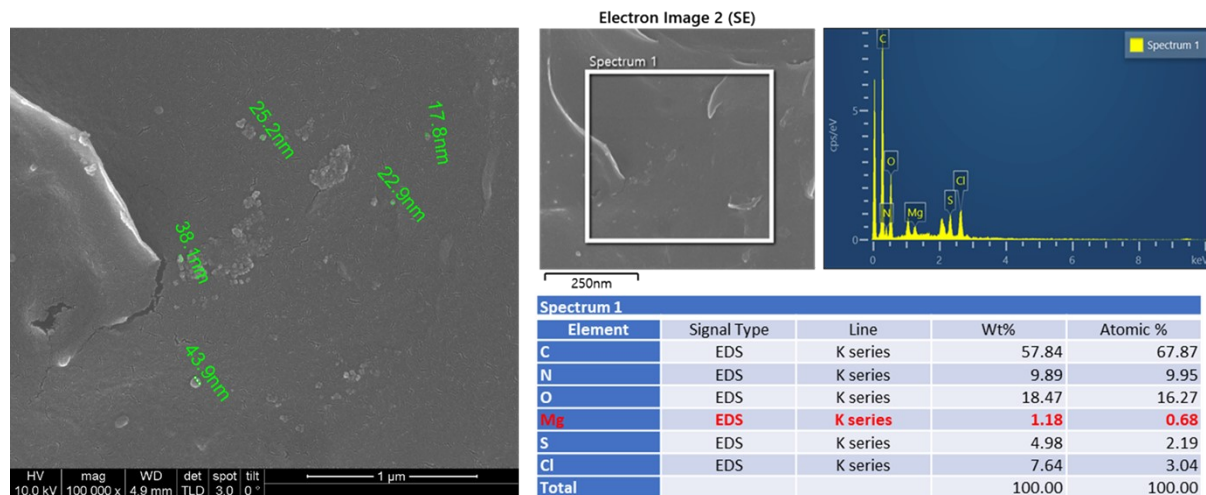 25.2nm
17.8nm
22.9nm
38.1nm
43.9nm
HV mag WD det spot tilt
10.0 kV 100 000 x 4.9 mm TLD 3.0 0° 1 µm
Electron Image 2 (SE)
Spectrum 1
250nm
Spectrum 1
cps/eV
5
0
C
O
N
Mg
S
Cl
0 2 4 6 8 keV
Spectrum 1
Element Signal Type Line Wt% Atomic %
C EDS K series 57.84 67.87
N EDS K series 9.89 9.95
O EDS K series 18.47 16.27
Mg EDS K series 1.18 0.68
S EDS K series 4.98 2.19
Cl EDS K series 7.64 3.04
Total 100.00 100.00